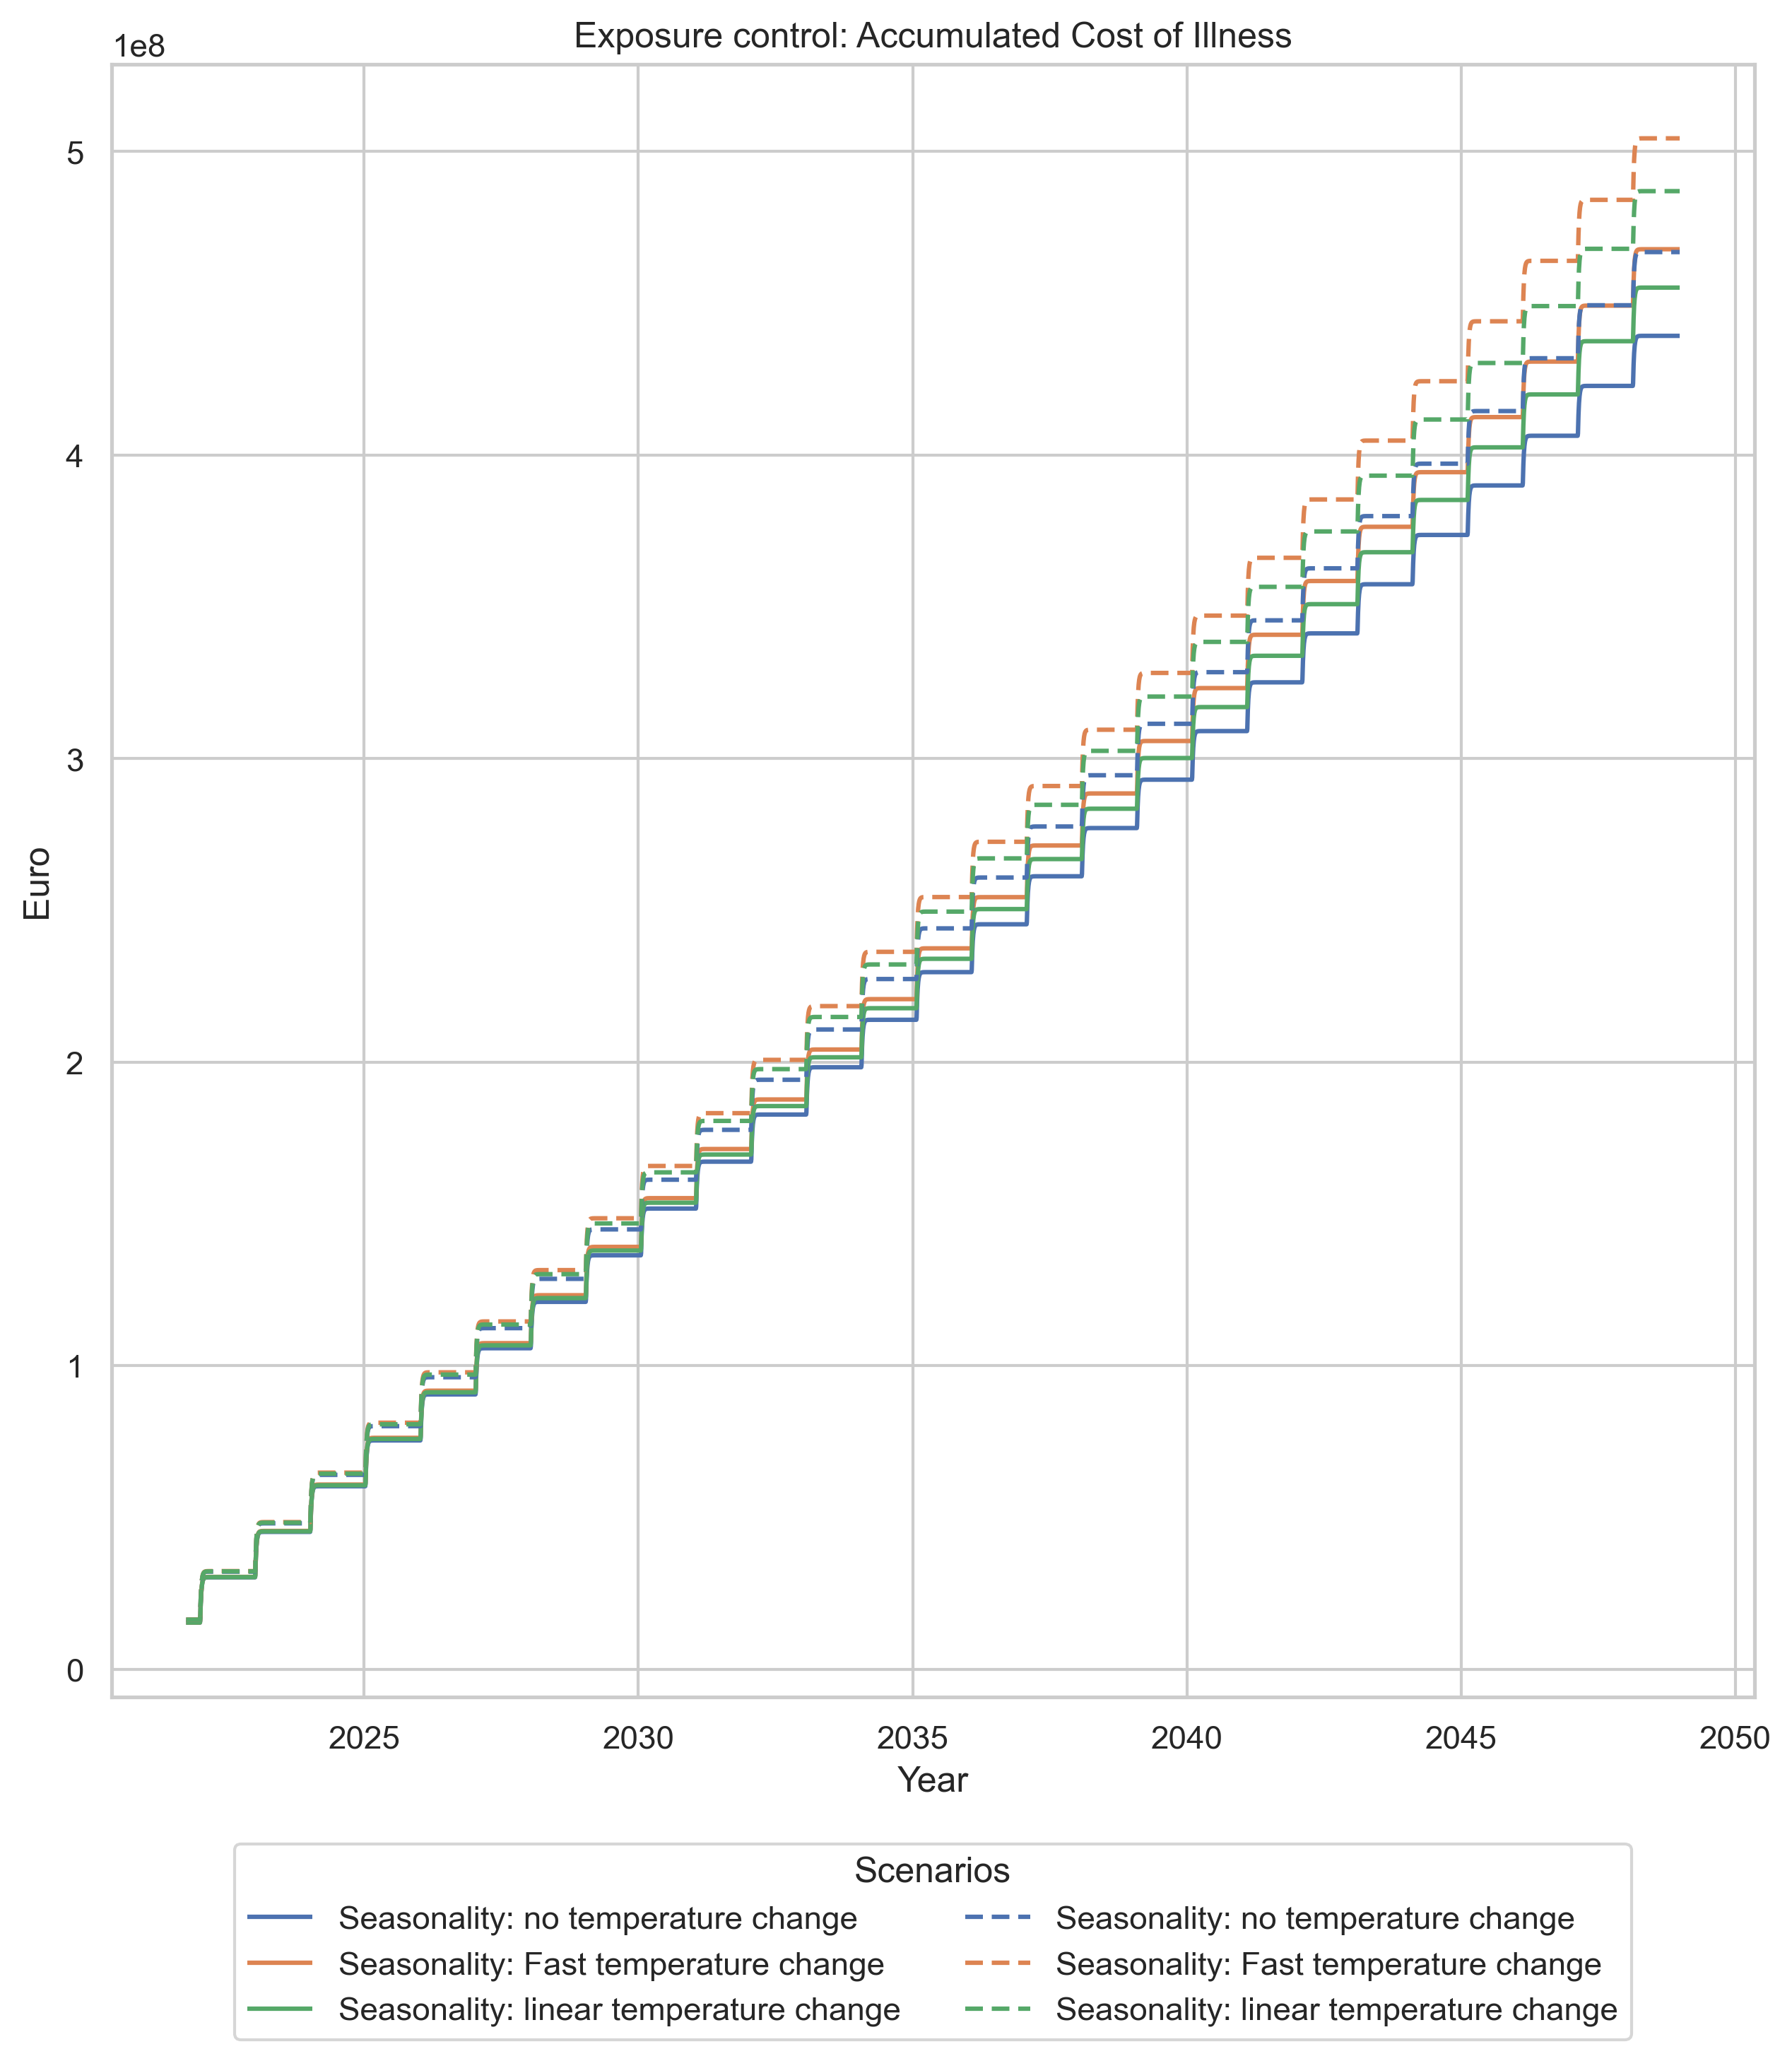 Exposure control: Accumulated Cost of Illness
1e8
5
4
3
2
1
0
Euro
2025 2030 2035 2040 2045 2050
Year
Scenarios
Seasonality: no temperature change Seasonality: no temperature change
Seasonality: Fast temperature change Seasonality: Fast temperature change
Seasonality: linear temperature change Seasonality: linear temperature change